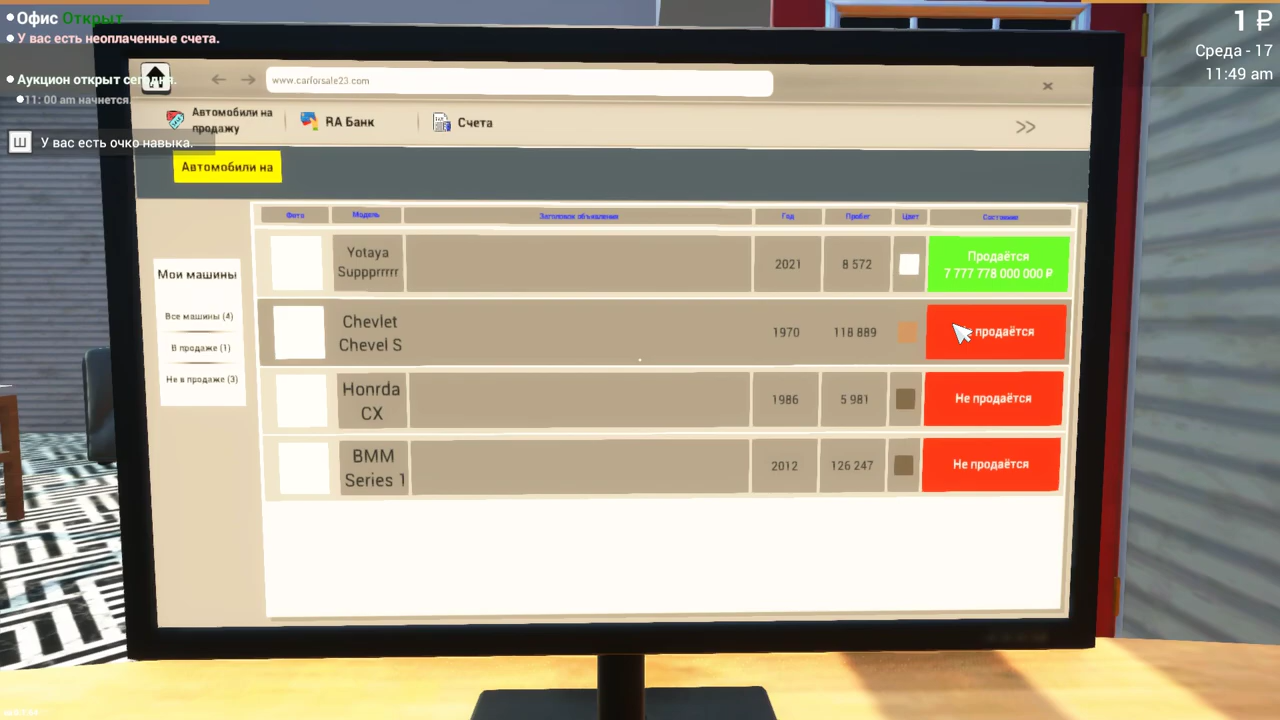 Офис Открыт
У вас есть неоплаченные счета.
Аукцион открыт сегодня.
11: 00 am начнется.
Ш У вас есть очко навыка.
1 ₽
Среда - 17
11:49 am
www.carforsale23.com
×
Автомобили на
продажу
RA Банк
Счета
>>
Автомобили на
Фото Модель Заголовок объявления Год Пробег Цвет Состояние
Мои машины
Все машины (4)
В продаже (1)
Не в продаже (3)
Yotaya
Supprrrrr
2021 8 572
Продаётся
7 777 778 000 000 ₽
Chevlet
Chevel S
1970 118 889
продаётся
Honrda
CX
1986 5 981
Не продаётся
BMM
Series 1
2012 126 247
Не продаётся